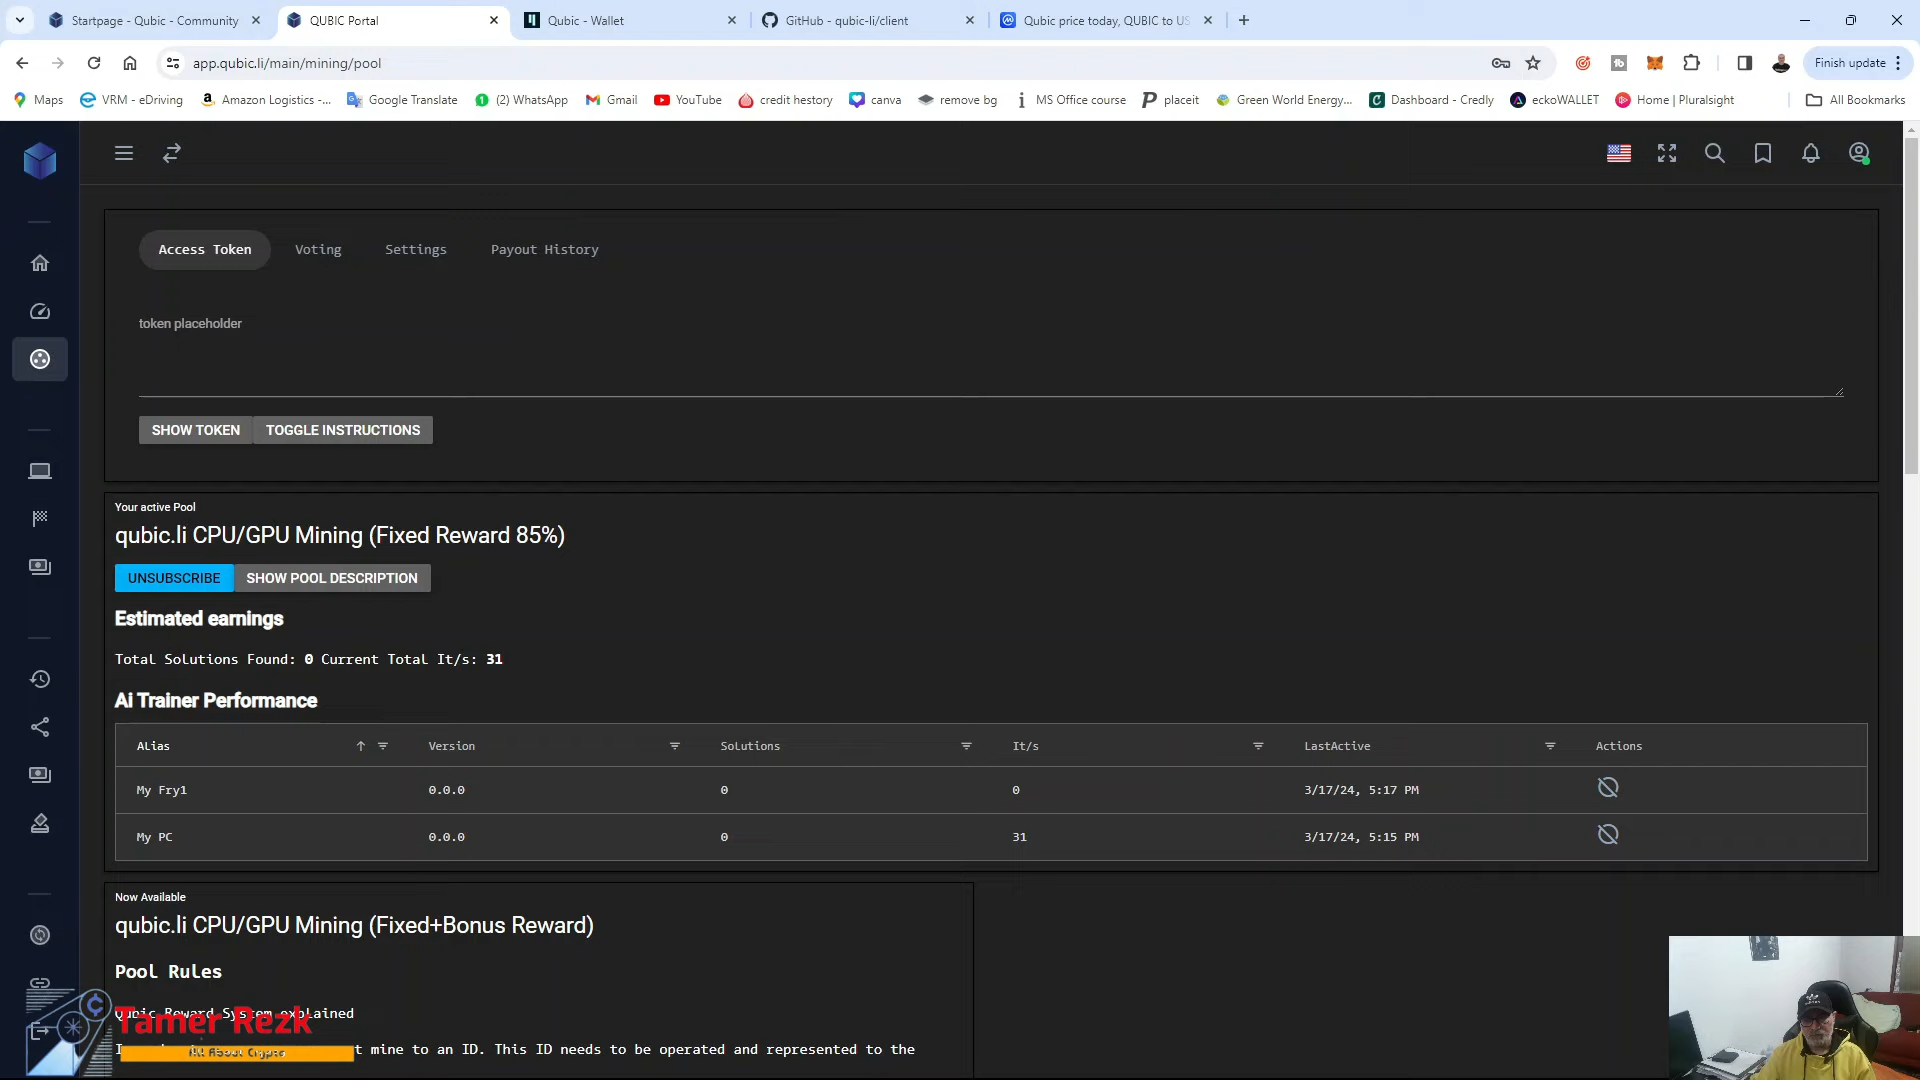 Startpage - Qubic - Community
QUBIC Portal
Qubic - Wallet
GitHub - qubic-li/client
Qubic price today, QUBIC to US
app.qubic.li/main/mining/pool
Finish update
Maps
VRM - eDriving
Amazon Logistics -...
Google Translate
(2) WhatsApp
Gmail
YouTube
credit hestory
canva
remove bg
MS Office course
placeit
Green World Energy...
Dashboard - Credly
eckoWALLET
Home | Pluralsight
All Bookmarks
Access Token
Voting
Settings
Payout History
token placeholder
SHOW TOKEN
TOGGLE INSTRUCTIONS
Your active Pool
qubic.li CPU/GPU Mining (Fixed Reward 85%)
UNSUBSCRIBE
SHOW POOL DESCRIPTION
Estimated earnings
Total Solutions Found: 0 Current Total It/s: 31
Ai Trainer Performance
Alias
Version
Solutions
It/s
LastActive
Actions
My Fry1
0.0.0
0
0
3/17/24, 5:17 PM
My PC
0.0.0
0
31
3/17/24, 5:15 PM
Now Available
qubic.li CPU/GPU Mining (Fixed+Bonus Reward)
Pool Rules
Qubic Reward System explained
Tamer Rezk
All About Crypto
mine to an ID. This ID needs to be operated and represented to the